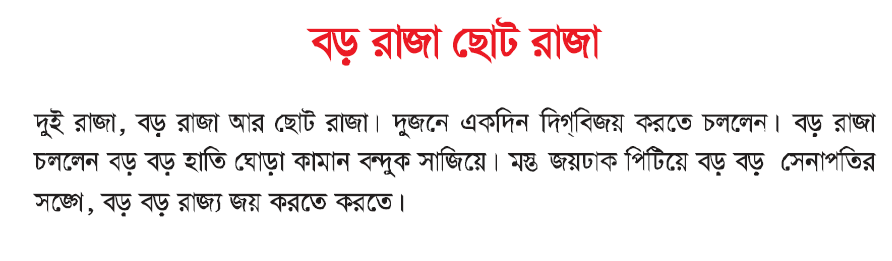 বড় রাজা ছোট রাজা
দুই রাজা, বড় রাজা আর ছোট রাজা। দুজনে একদিন দিগ্‌বিজয় করতে চললেন। বড় রাজা
চললেন বড় বড় হাতি ঘোড়া কামান বন্দুক সাজিয়ে। মস্ত জয়ঢাক পিটিয়ে বড় বড় সেনাপতির
সঙ্গে, বড় বড় রাজ্য জয় করতে করতে।